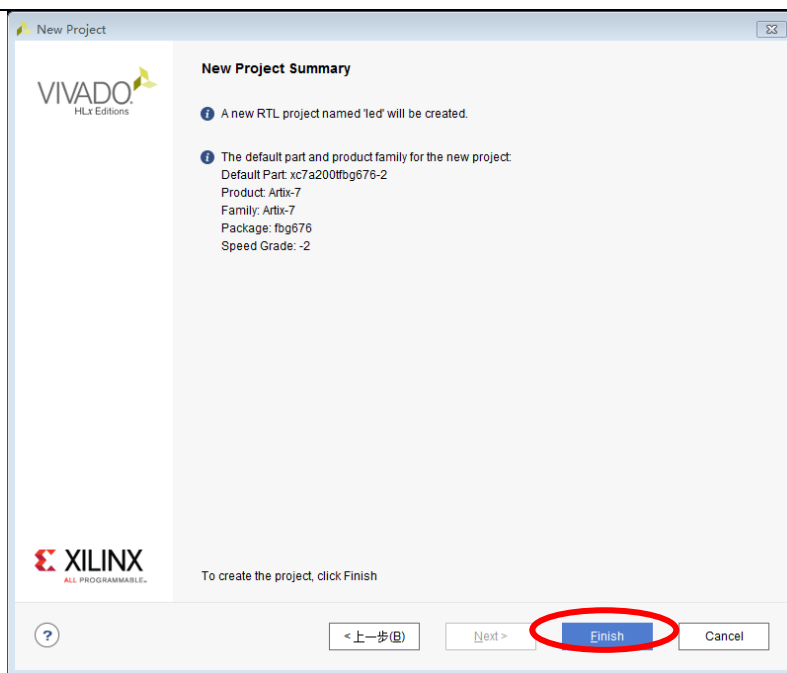 New Project
VIVADO.
HLx Editions
New Project Summary
A new RTL project named 'led' will be created.
The default part and product family for the new project:
Default Part: xc7a200tfbg676-2
Product: Artix-7
Family: Artix-7
Package: fbg676
Speed Grade: -2
XILINX
ALL PROGRAMMABLE.
To create the project, click Finish
?
<上一步(B)
Next >
Finish
Cancel